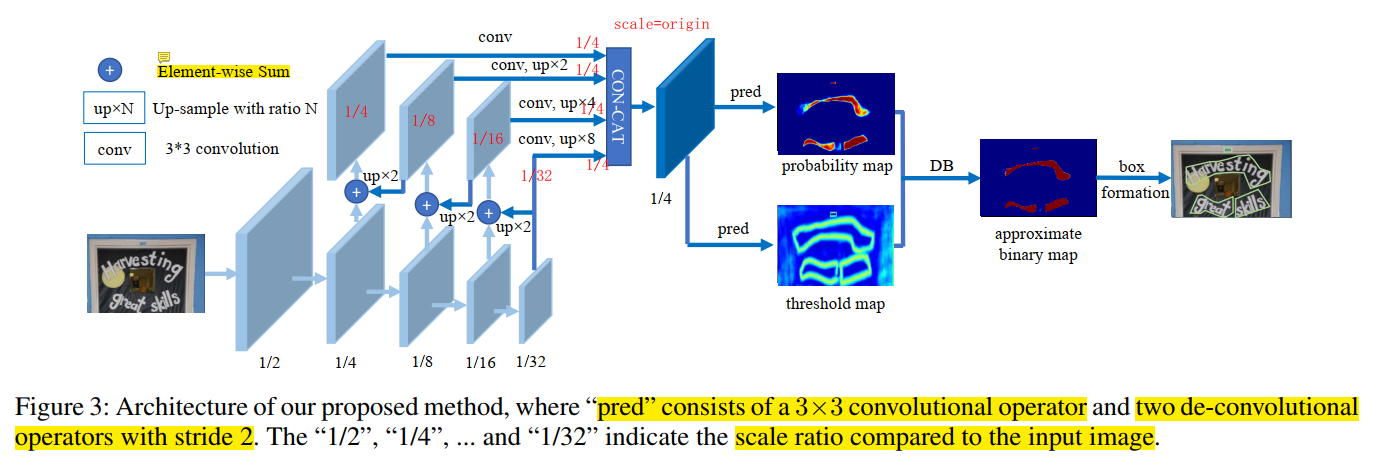 scale=origin
conv
1/4
Element-wise Sum
conv, up×2
1/4
up×N
Up-sample with ratio N
1/4
1/8
conv, up×4
1/4
CON-CAT
pred
1/16
conv, up×8
conv
3*3 convolution
1/4
probability map
up×2
1/32
DB
box
formation
1/4
up×2
up×2
pred
approximate
binary map
Harvesting
great skills
Harvesting
great skills
threshold map
1/2
1/4
1/8
1/16
1/32
Figure 3: Architecture of our proposed method, where “pred” consists of a 3×3 convolutional operator and two de-convolutional
operators with stride 2. The “1/2”, “1/4”, ... and “1/32” indicate the scale ratio compared to the input image.